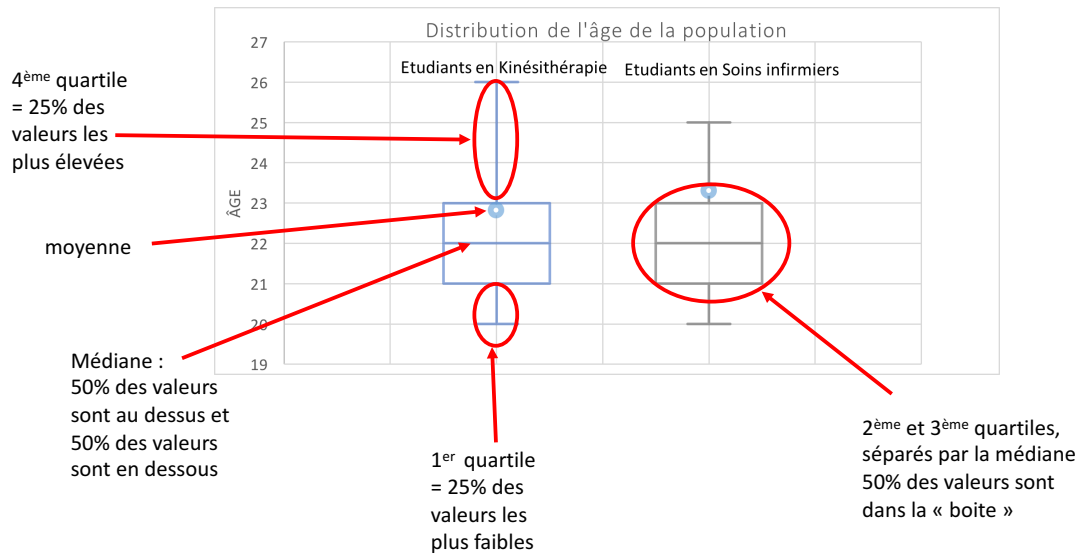 Distribution de l'âge de la population
Etudiants en Kinésithérapie
Etudiants en Soins infirmiers
27
26
25
24
23
22
21
20
19
ÂGE
4ème quartile
= 25% des
valeurs les
plus élevées
moyenne
Médiane :
50% des valeurs
sont au dessus et
50% des valeurs
sont en dessous
1er quartile
= 25% des
valeurs les
plus faibles
2ème et 3ème quartiles,
séparés par la médiane
50% des valeurs sont
dans la « boite »